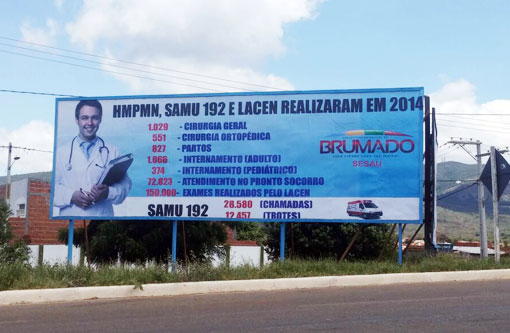 HMPMN, SAMU 192 E LACEN REALIZARAM EM 2014
1.029 - CIRURGIA GERAL
551 - CIRURGIA ORTOPÉDICA
827 - PARTOS
1.666 - INTERNAMENTO (ADULTO)
374 - INTERNAMENTO (PEDIÁTRICO)
72.823 - ATENDIMENTO NO PRONTO SOCORRO
150.000 - EXAMES REALIZADOS PELO LACEN
BRUMADO
SESAU
SAMU 192
28.580 (CHAMADAS)
12.457 (TROTES)